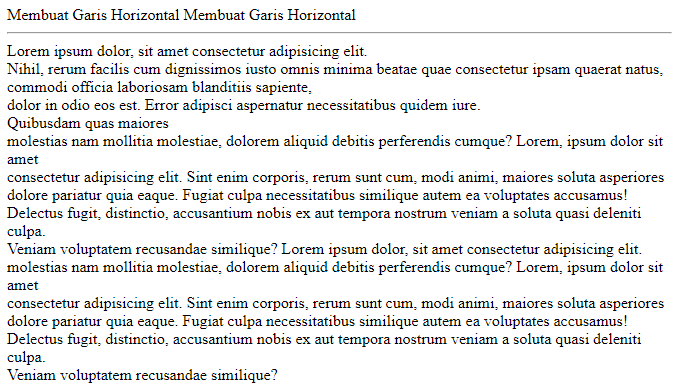 Membuat Garis Horizontal Membuat Garis Horizontal
Lorem ipsum dolor, sit amet consectetur adipisicing elit.
Nihil, rerum facilis cum dignissimos iusto omnis minima beatae quae consectetur ipsam quaerat natus,
commodi officia laboriosam blanditiis sapiente,
dolor in odio eos est. Error adipisci aspernatur necessitatibus quidem iure.
Quibusdam quas maiores
molestias nam mollitia molestiae, dolorem aliquid debitis perferendis cumque? Lorem, ipsum dolor sit
amet
consectetur adipisicing elit. Sint enim corporis, rerum sunt cum, modi animi, maiores soluta asperiores
dolore pariatur quia eaque. Fugiat culpa necessitatibus similique autem ea voluptates accusamus!
Delectus fugit, distinctio, accusantium nobis ex aut tempora nostrum veniam a soluta quasi deleniti
culpa.
Veniam voluptatem recusandae similique? Lorem ipsum dolor, sit amet consectetur adipisicing elit.
molestias nam mollitia molestiae, dolorem aliquid debitis perferendis cumque? Lorem, ipsum dolor sit
amet
consectetur adipisicing elit. Sint enim corporis, rerum sunt cum, modi animi, maiores soluta asperiores
dolore pariatur quia eaque. Fugiat culpa necessitatibus similique autem ea voluptates accusamus!
Delectus fugit, distinctio, accusantium nobis ex aut tempora nostrum veniam a soluta quasi deleniti
culpa.
Veniam voluptatem recusandae similique?